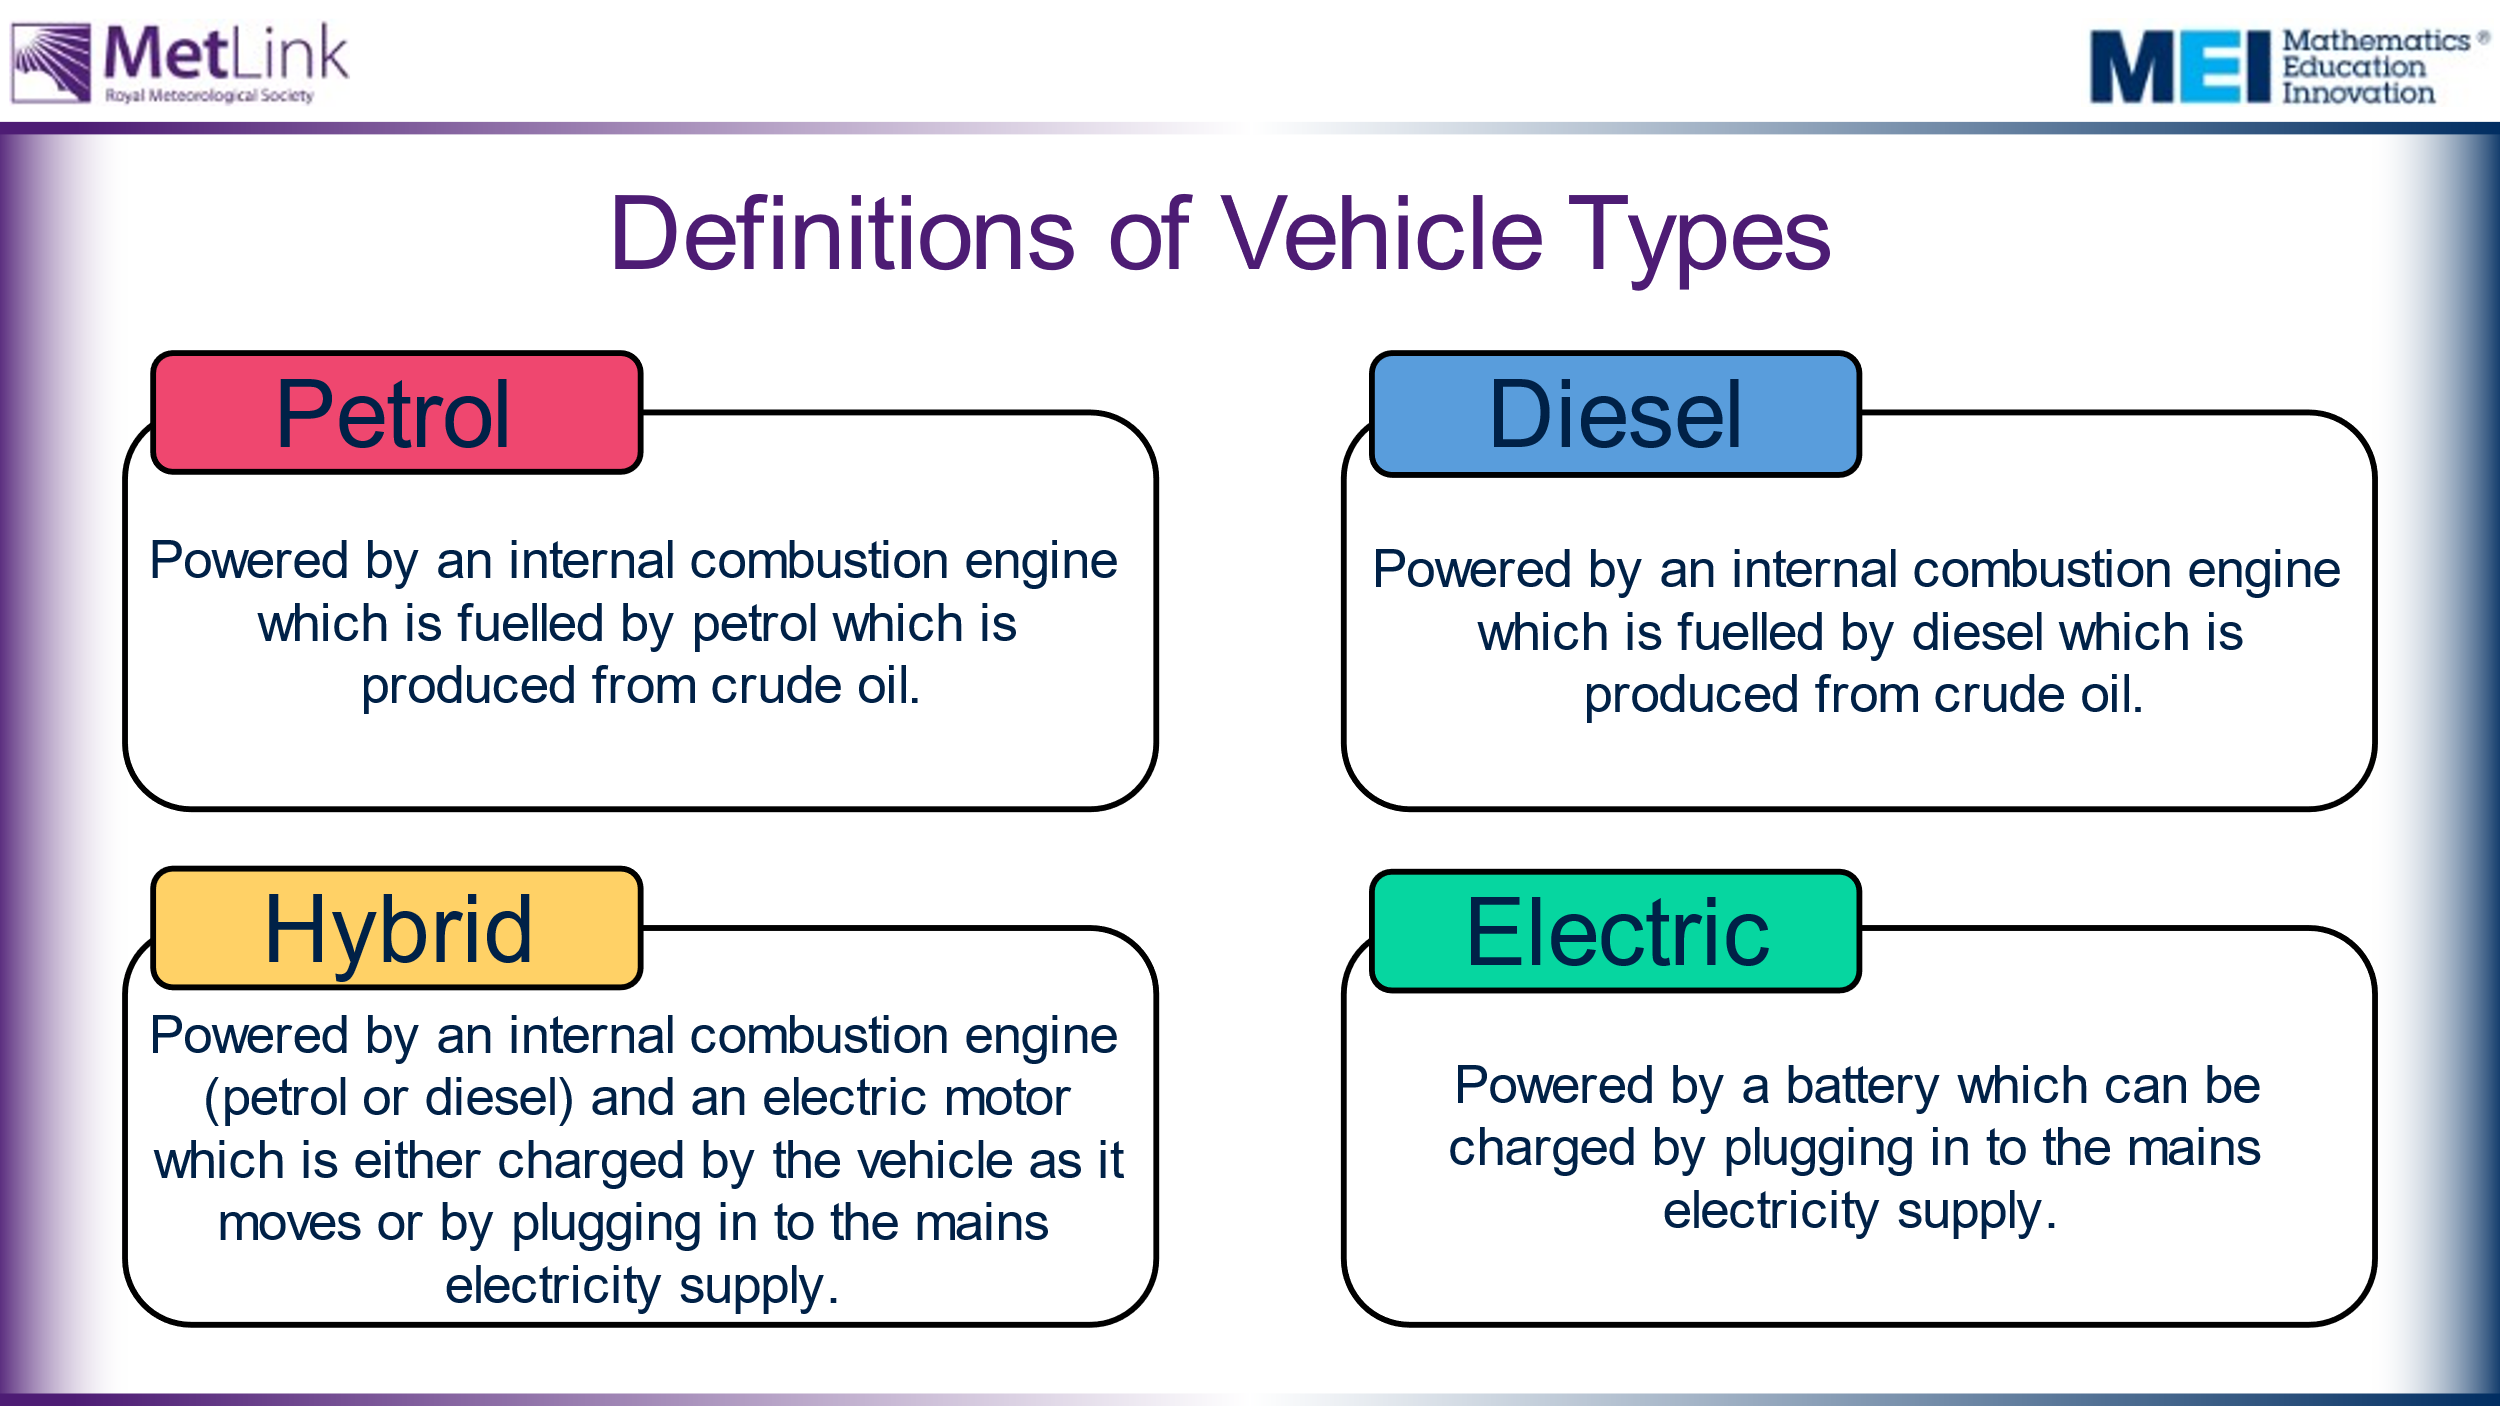 MetLink
Royal Meteorological Society
MEI
Mathematics®
Education
Innovation
Definitions of Vehicle Types
Petrol
Powered by an internal combustion engine
which is fuelled by petrol which is
produced from crude oil.
Diesel
Powered by an internal combustion engine
which is fuelled by diesel which is
produced from crude oil.
Hybrid
Powered by an internal combustion engine
(petrol or diesel) and an electric motor
which is either charged by the vehicle as it
moves or by plugging in to the mains
electricity supply.
Electric
Powered by a battery which can be
charged by plugging in to the mains
electricity supply.